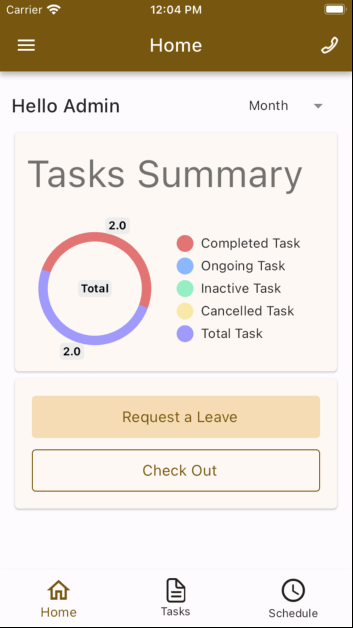 Carrier 12:04 PM
Home
Hello Admin Month
Tasks Summary
2.0
Completed Task
Ongoing Task
Total Inactive Task
Cancelled Task
Total Task
2.0
Request a Leave
Check Out
Home Tasks Schedule